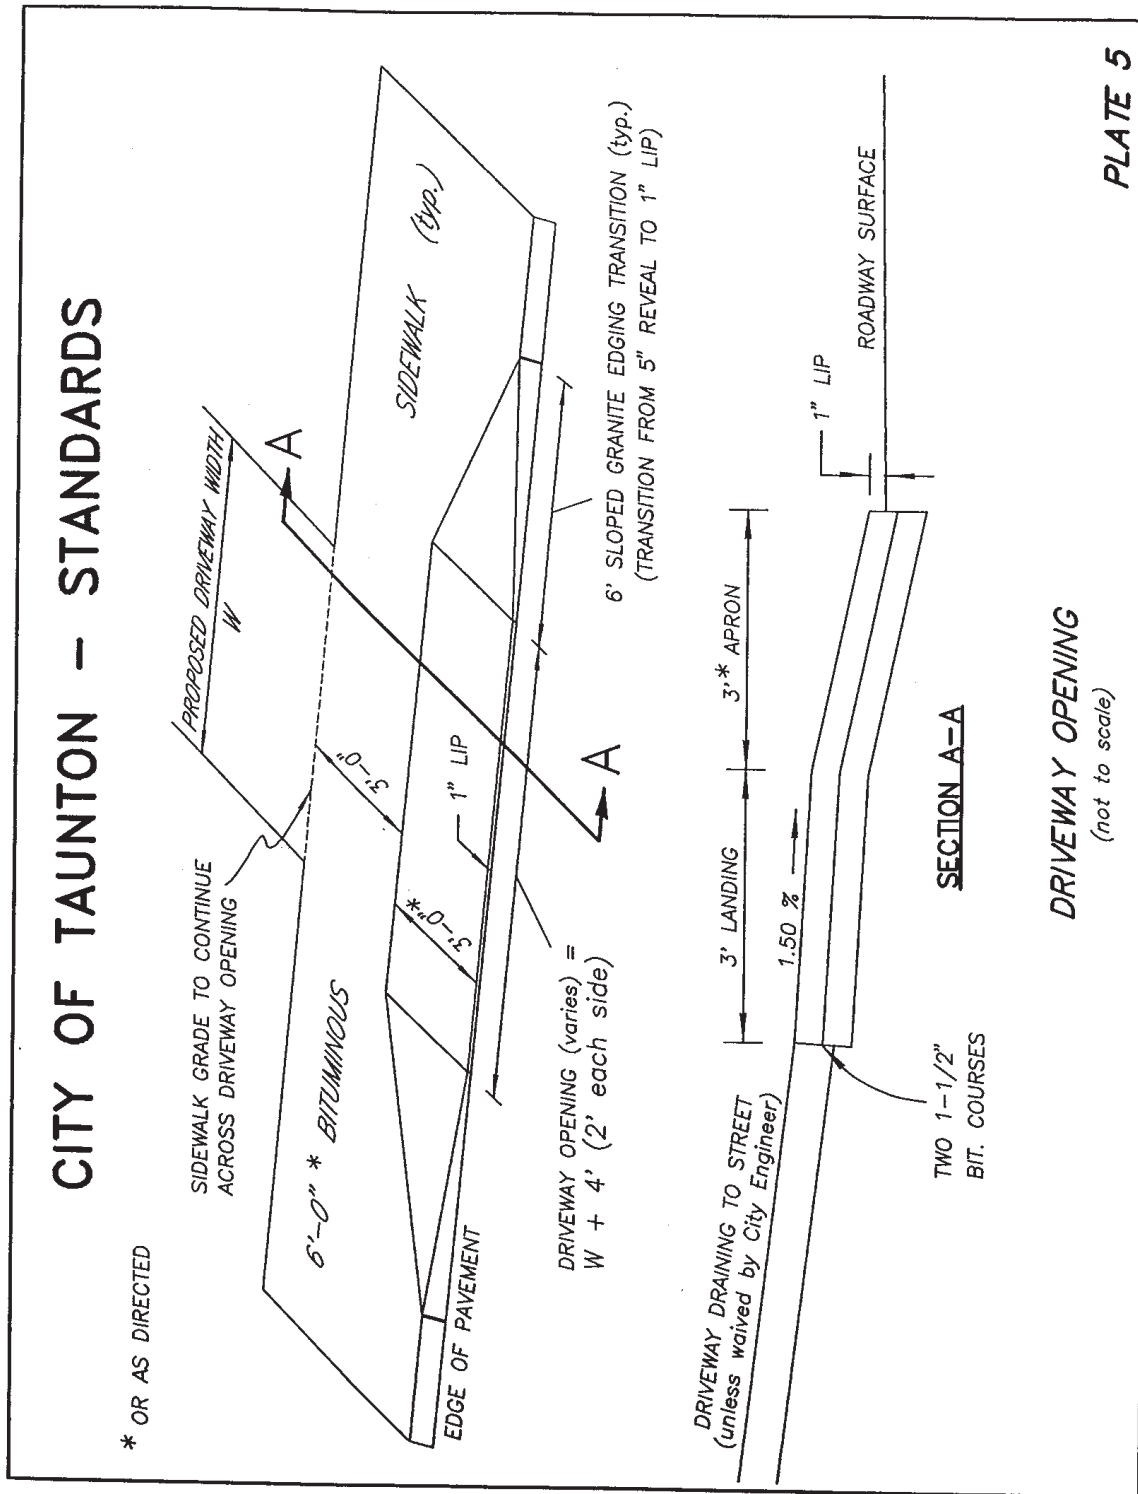 CITY OF TAUNTON – STANDARDS
* OR AS DIRECTED
SIDEWALK GRADE TO CONTINUE
ACROSS DRIVEWAY OPENING
PROPOSED DRIVEWAY WIDTH
W
A
3'-0"
6'-0" * BITUMINOUS
SIDEWALK (typ.)
3'-0"*
1" LIP
A
EDGE OF PAVEMENT
DRIVEWAY OPENING (varies) =
W + 4' (2' each side)
6' SLOPED GRANITE EDGING TRANSITION (typ.)
(TRANSITION FROM 5" REVEAL TO 1" LIP)
DRIVEWAY DRAINING TO STREET
(unless waived by City Engineer)
3' LANDING
3'* APRON
1.50 %
1" LIP
ROADWAY SURFACE
TWO 1-1/2"
BIT. COURSES
SECTION A-A
DRIVEWAY OPENING
(not to scale)
PLATE 5